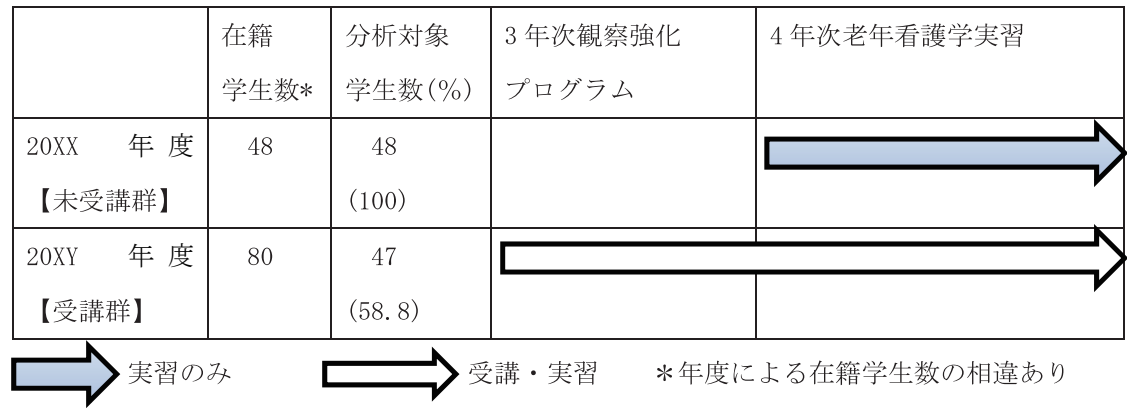 在籍
学生数*
分析対象
学生数(%)
3年次観察強化
プログラム
4年次老年看護学実習
20XX 年度
【未受講群】
48
48
(100)
20XY 年度
【受講群】
80
47
(58.8)
実習のみ
受講・実習
*年度による在籍学生数の相違あり